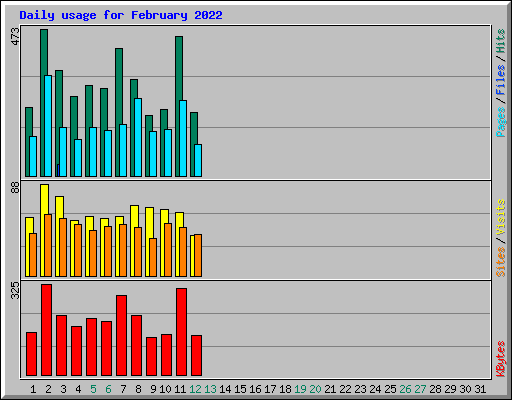 Daily usage for February 2022
473
Pages / Files / Hits
88
Sites / Visits
325
KBytes
1 2 3 4 5 6 7 8 9 10 11 12 13 14 15 16 17 18 19 20 21 22 23 24 25 26 27 28 29 30 31